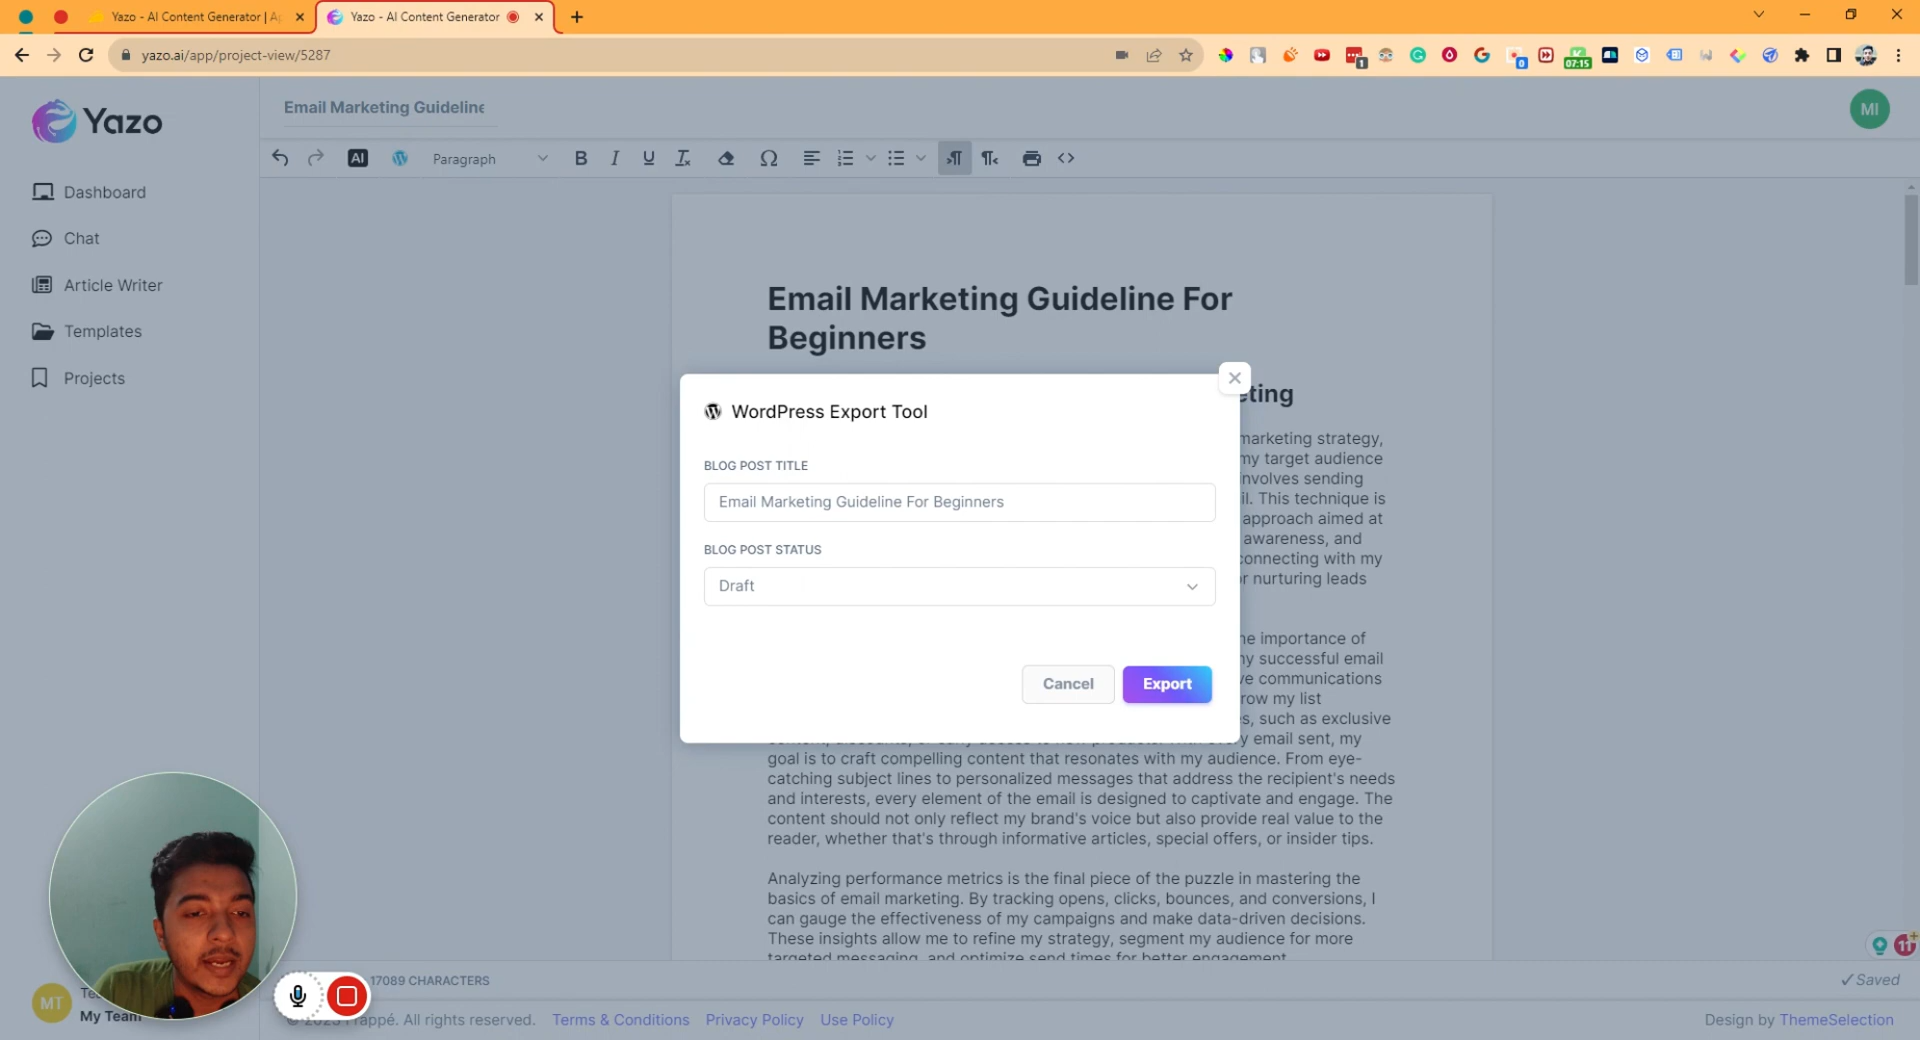 Yazo - AI Content Generator | Ap
Yazo - AI Content Generator
yazo.ai/app/project-view/5287
1
0
07:15
Yazo
Email Marketing Guideline
MI
AI
Paragraph
B I U
Dashboard
Chat
Article Writer
Templates
Projects
Email Marketing Guideline For
Beginners
eting
marketing strategy,
my target audience
involves sending
il. This technique is
approach aimed at
awareness, and
connecting with my
or nurturing leads
WordPress Export Tool
BLOG POST TITLE
Email Marketing Guideline For Beginners
BLOG POST STATUS
Draft
Cancel
Export
he importance of
ny successful email
ve communications
row my list
s, such as exclusive
y email sent, my
goal is to craft compelling content that resonates with my audience. From eye-
catching subject lines to personalized messages that address the recipient's needs
and interests, every element of the email is designed to captivate and engage. The
content should not only reflect my brand's voice but also provide real value to the
reader, whether that's through informative articles, special offers, or insider tips.
Analyzing performance metrics is the final piece of the puzzle in mastering the
basics of email marketing. By tracking opens, clicks, bounces, and conversions, I
can gauge the effectiveness of my campaigns and make data-driven decisions.
These insights allow me to refine my strategy, segment my audience for more
targeted messaging, and optimize send times for better engagement.
11
MT
Te
My Team
17089 CHARACTERS
Saved
© 2023 Frappé. All rights reserved.
Terms & Conditions
Privacy Policy
Use Policy
Design by ThemeSelection